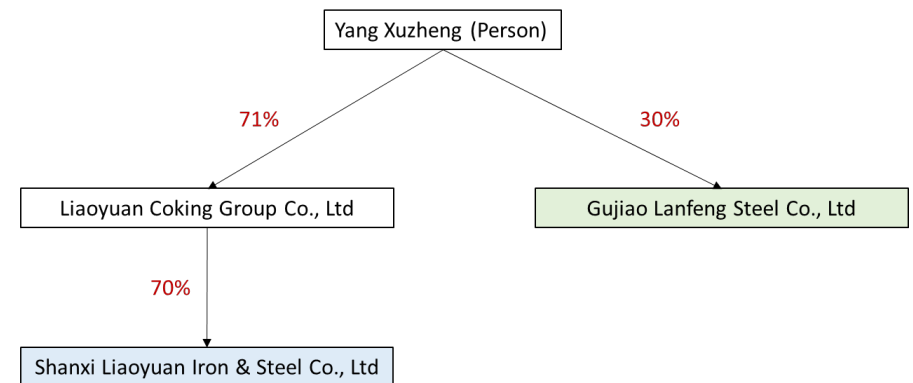 Yang Xuzheng (Person)
71%
30%
Liaoyuan Coking Group Co., Ltd
Gujiao Lanfeng Steel Co., Ltd
70%
Shanxi Liaoyuan Iron & Steel Co., Ltd